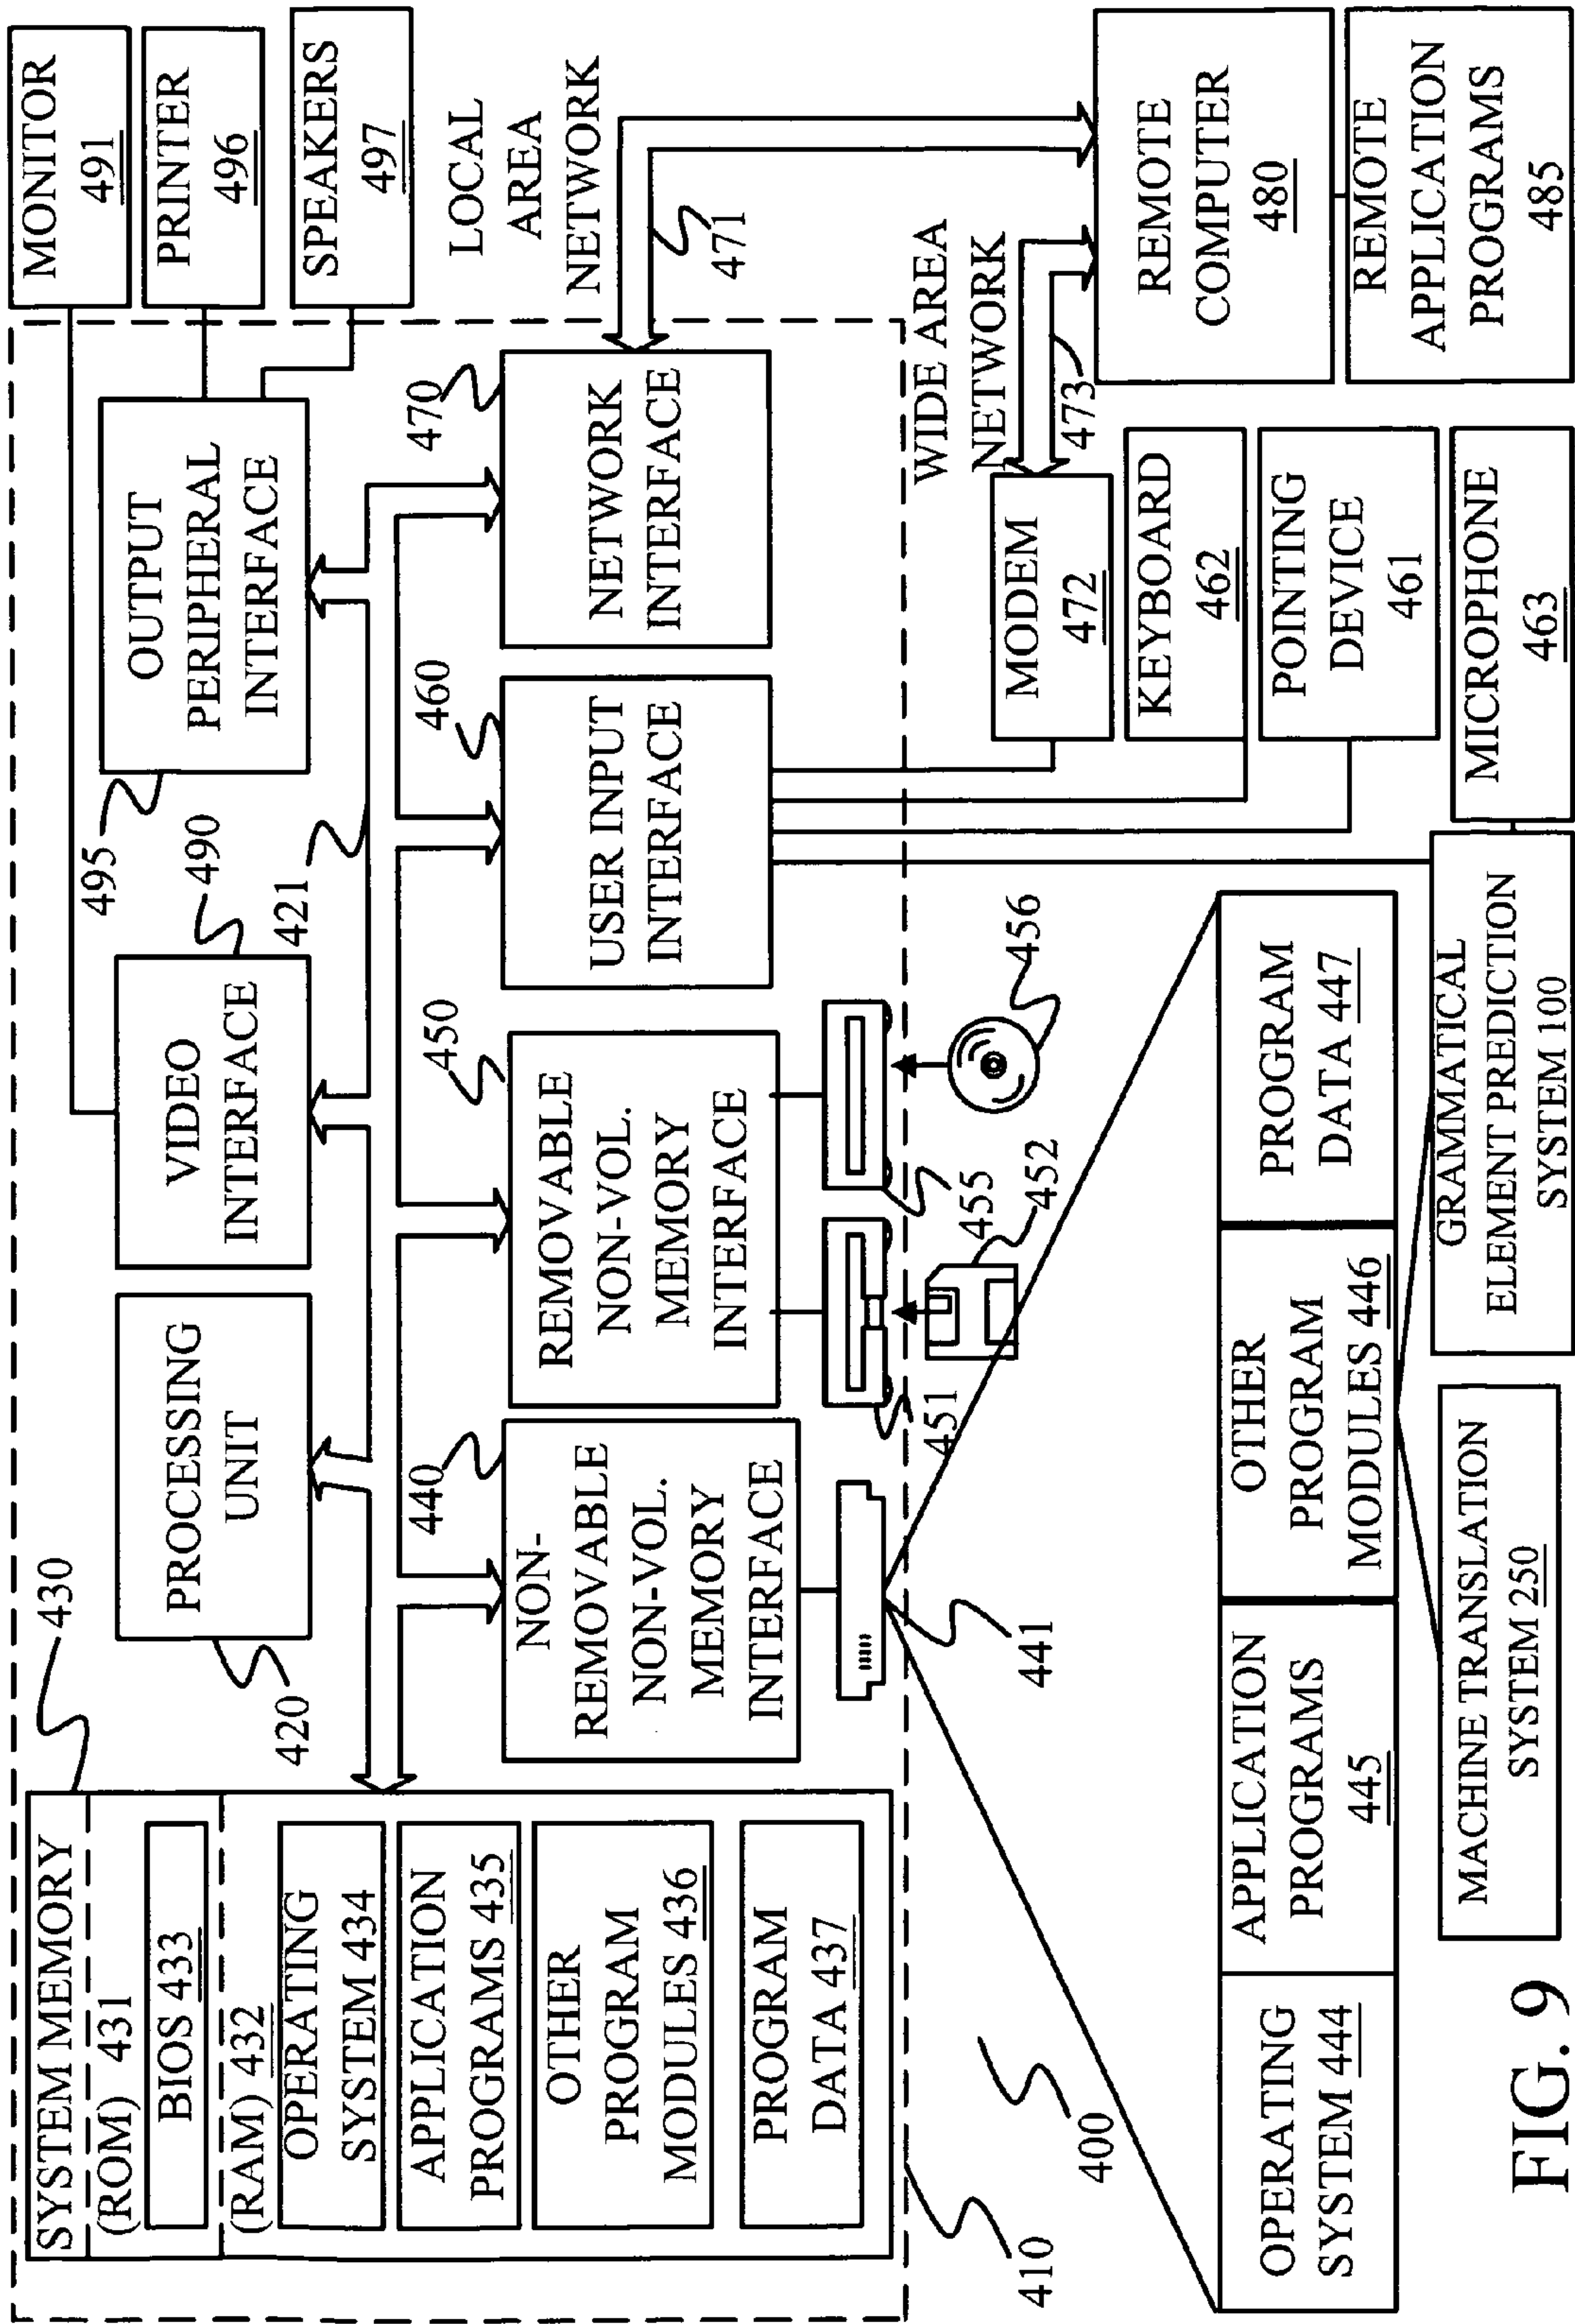 SYSTEM MEMORY
(ROM) 431
BIOS 433
(RAM) 432
OPERATING
SYSTEM 434
APPLICATION
PROGRAMS 435
OTHER
PROGRAM
MODULES 436
PROGRAM
DATA 437
430
PROCESSING
UNIT
420
VIDEO
INTERFACE
490
421
OUTPUT
PERIPHERAL
INTERFACE
495
MONITOR
491
PRINTER
496
SPEAKERS
497
NON-
REMOVABLE
NON-VOL.
MEMORY
INTERFACE
440
REMOVABLE
NON-VOL.
MEMORY
INTERFACE
450
USER INPUT
INTERFACE
460
NETWORK
INTERFACE
470
LOCAL
AREA
NETWORK
471
441
451
452
455
456
WIDE AREA
NETWORK
473
MODEM
472
KEYBOARD
462
POINTING
DEVICE
461
MICROPHONE
463
REMOTE
COMPUTER
480
REMOTE
APPLICATION
PROGRAMS
485
410
400
OPERATING
SYSTEM 444
APPLICATION
PROGRAMS
445
OTHER
PROGRAM
MODULES 446
PROGRAM
DATA 447
MACHINE TRANSLATION
SYSTEM 250
GRAMMATICAL
ELEMENT PREDICTION
SYSTEM 100
FIG. 9